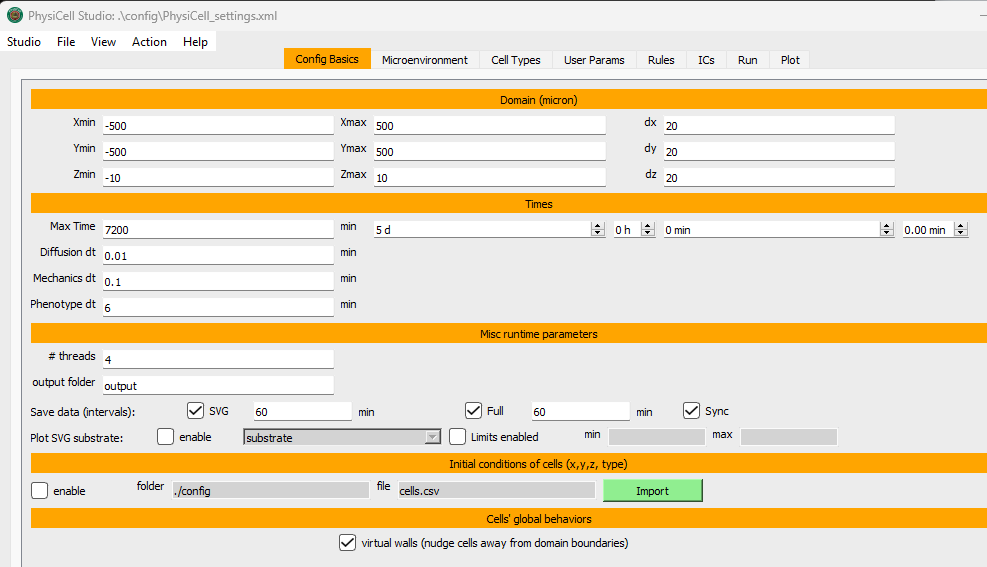 PhysiCell Studio: .\config\PhysiCell_settings.xml
Studio File View Action Help
Config Basics Microenvironment Cell Types User Params Rules ICs Run Plot
Domain (micron)
Xmin -500 Xmax 500 dx 20
Ymin -500 Ymax 500 dy 20
Zmin -10 Zmax 10 dz 20
Times
Max Time 7200 min 5 d 0 h 0 min 0.00 min
Diffusion dt 0.01 min
Mechanics dt 0.1 min
Phenotype dt 6 min
Misc runtime parameters
# threads 4
output folder output
Save data (intervals): SVG 60 min Full 60 min Sync
Plot SVG substrate: enable substrate Limits enabled min max
Initial conditions of cells (x,y,z, type)
enable folder ./config file cells.csv Import
Cells' global behaviors
virtual walls (nudge cells away from domain boundaries)